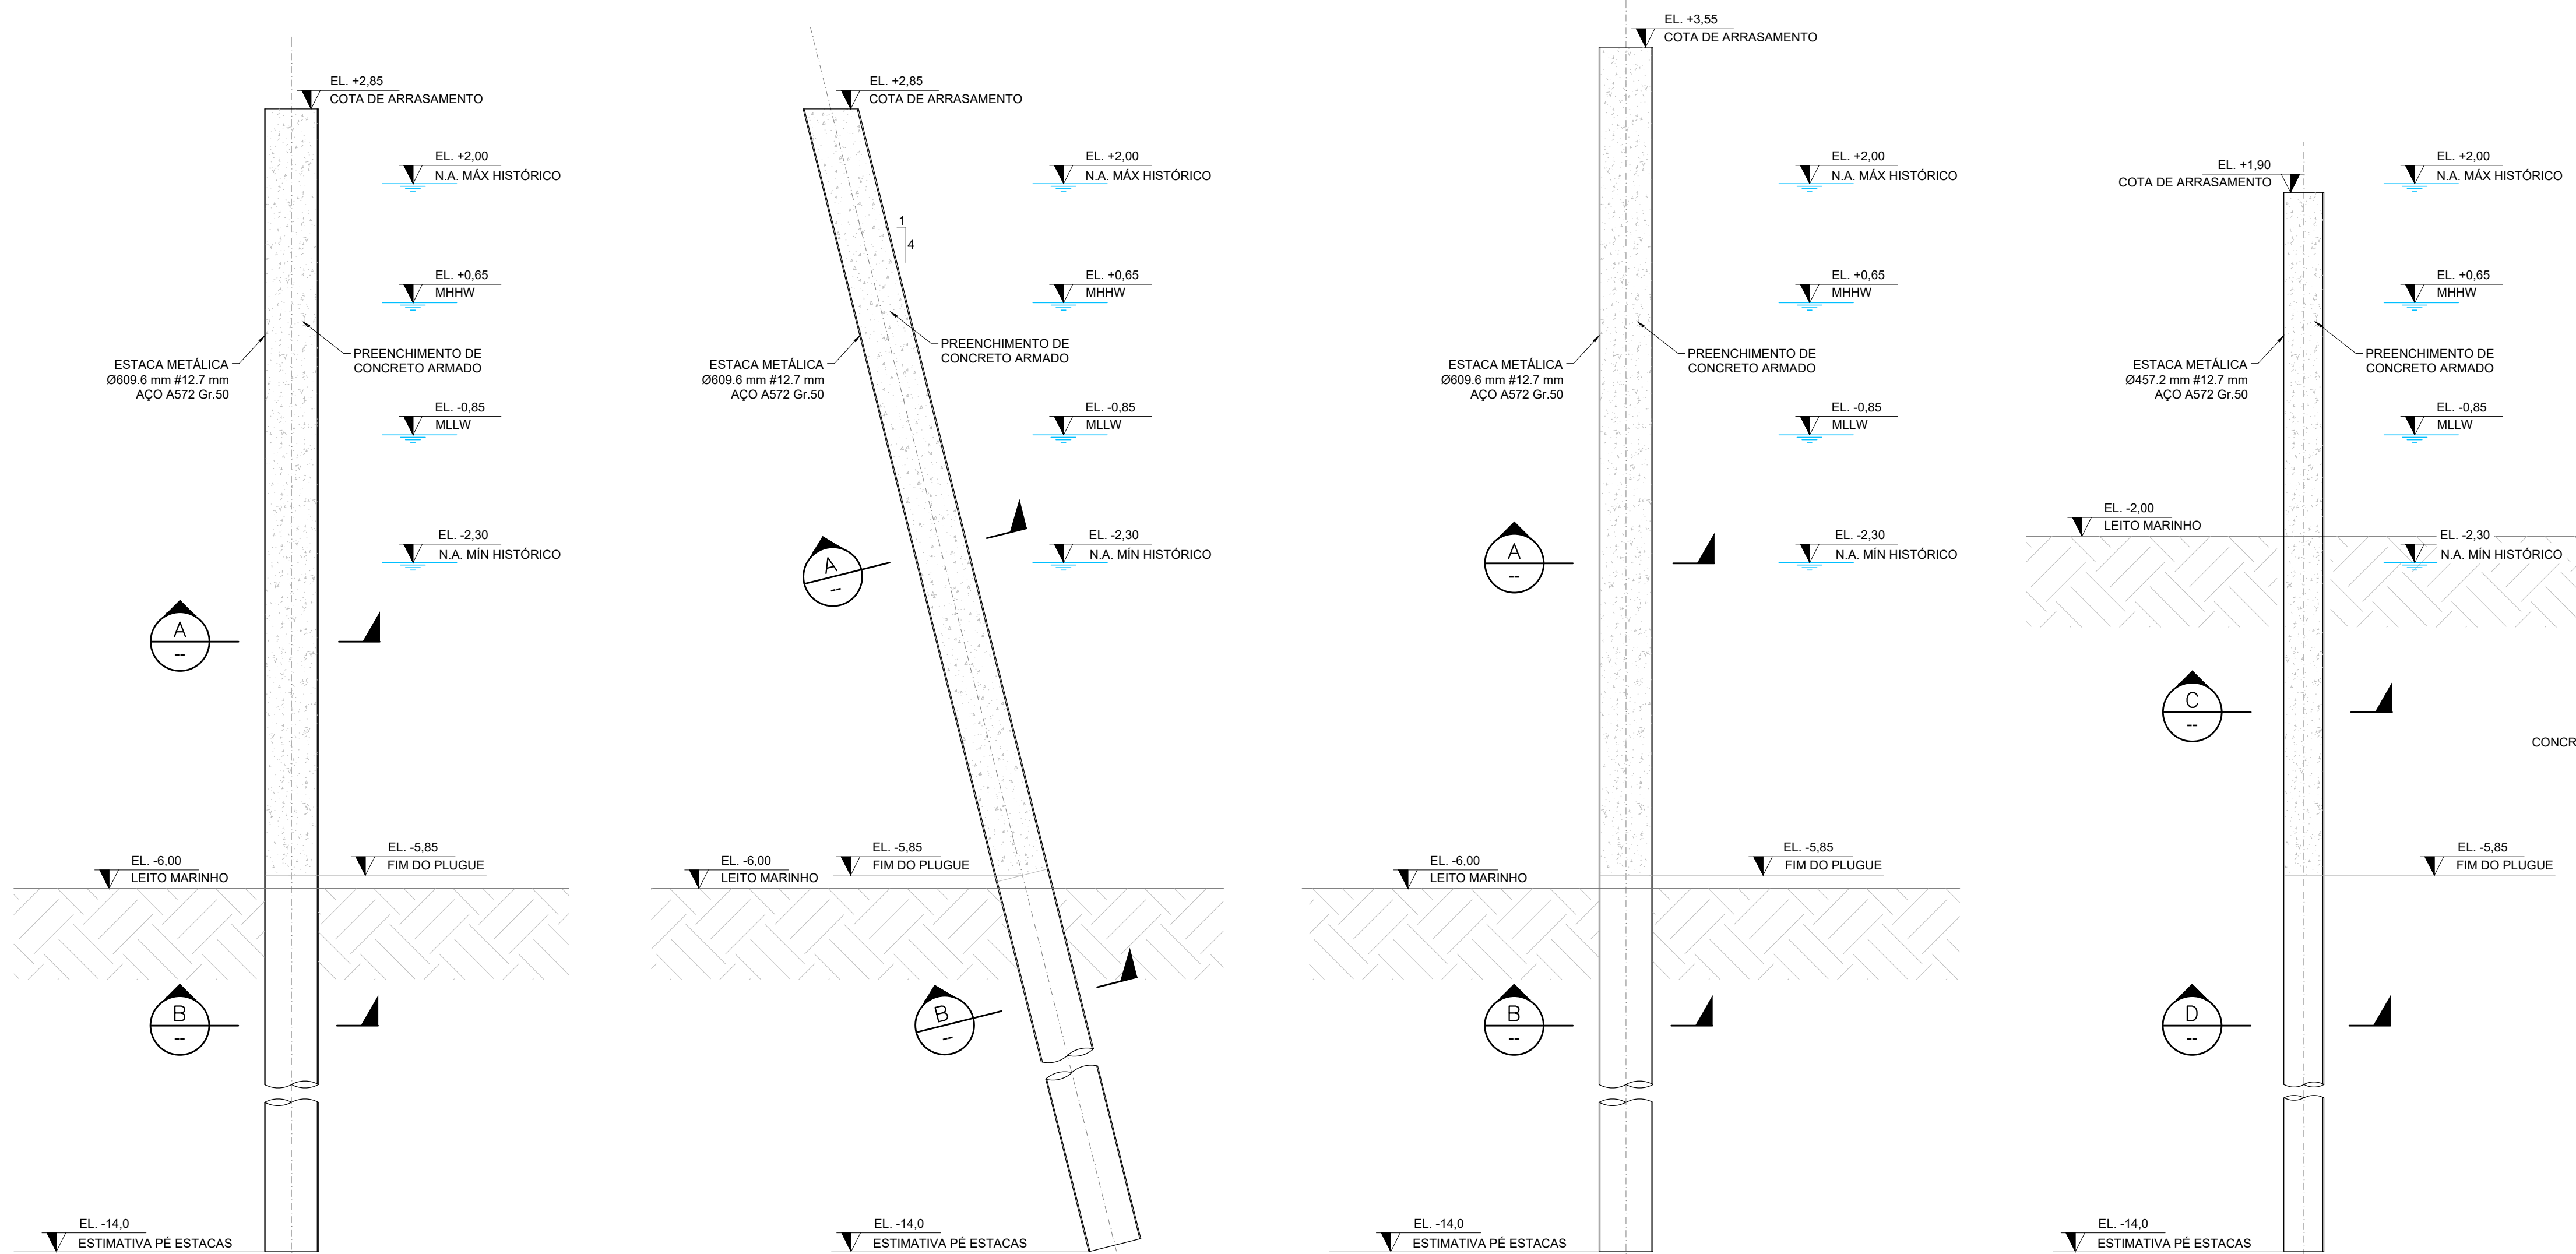 EL. +2,85
COTA DE ARRASAMENTO
EL. +2,00
N.A. MÁX HISTÓRICO
EL. +0,65
MHHW
ESTACA METÁLICA
Ø609.6 mm #12.7 mm
AÇO A572 Gr.50
PREENCHIMENTO DE
CONCRETO ARMADO
EL. -0,85
MLLW
EL. -2,30
N.A. MÍN HISTÓRICO
A
--
EL. -6,00
LEITO MARINHO
EL. -5,85
FIM DO PLUGUE
B
--
EL. -14,0
ESTIMATIVA PÉ ESTACAS
EL. +2,85
COTA DE ARRASAMENTO
EL. +2,00
N.A. MÁX HISTÓRICO
1
4
EL. +0,65
MHHW
ESTACA METÁLICA
Ø609.6 mm #12.7 mm
AÇO A572 Gr.50
PREENCHIMENTO DE
CONCRETO ARMADO
EL. -0,85
MLLW
EL. -2,30
N.A. MÍN HISTÓRICO
A
--
EL. -6,00
LEITO MARINHO
EL. -5,85
FIM DO PLUGUE
B
--
EL. -14,0
ESTIMATIVA PÉ ESTACAS
EL. +3,55
COTA DE ARRASAMENTO
EL. +2,00
N.A. MÁX HISTÓRICO
EL. +0,65
MHHW
ESTACA METÁLICA
Ø609.6 mm #12.7 mm
AÇO A572 Gr.50
PREENCHIMENTO DE
CONCRETO ARMADO
EL. -0,85
MLLW
EL. -2,30
N.A. MÍN HISTÓRICO
A
--
EL. -6,00
LEITO MARINHO
EL. -5,85
FIM DO PLUGUE
B
--
EL. -14,0
ESTIMATIVA PÉ ESTACAS
EL. +1,90
COTA DE ARRASAMENTO
EL. +2,00
N.A. MÁX HISTÓRICO
EL. +0,65
MHHW
ESTACA METÁLICA
Ø457.2 mm #12.7 mm
AÇO A572 Gr.50
PREENCHIMENTO DE
CONCRETO ARMADO
EL. -0,85
MLLW
EL. -2,00
LEITO MARINHO
EL. -2,30
N.A. MÍN HISTÓRICO
C
--
CONCR
EL. -5,85
FIM DO PLUGUE
D
--
EL. -14,0
ESTIMATIVA PÉ ESTACAS